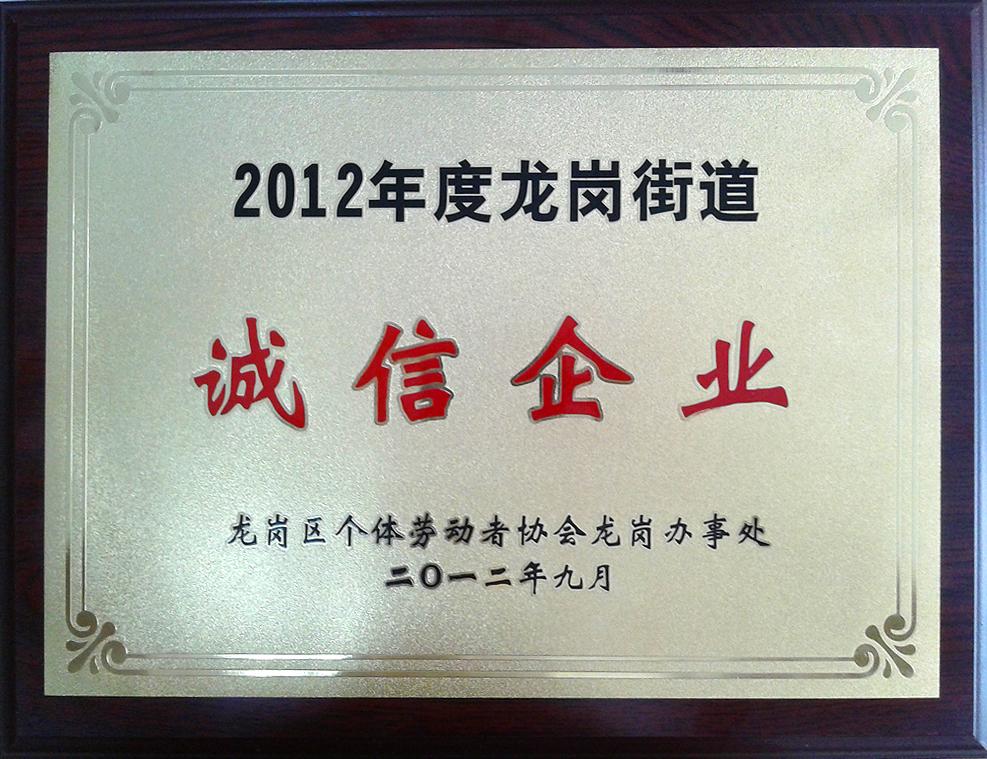 2012年度龙岗街道
诚信企业
龙岗区个体劳动者协会龙岗办事处
二〇一二年九月